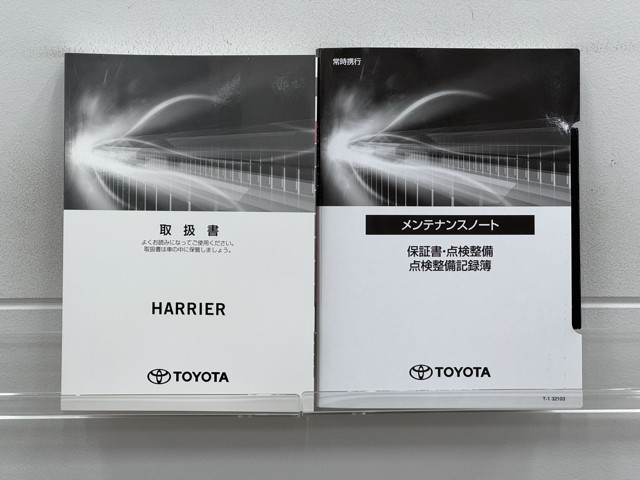 取扱書
よくお読みになってご使用ください。
取扱書は車の中に保管しましょう。
HARRIER
TOYOTA
常時携行
メンテナンスノート
保証書・点検整備
点検整備記録簿
TOYOTA
T-1 32103